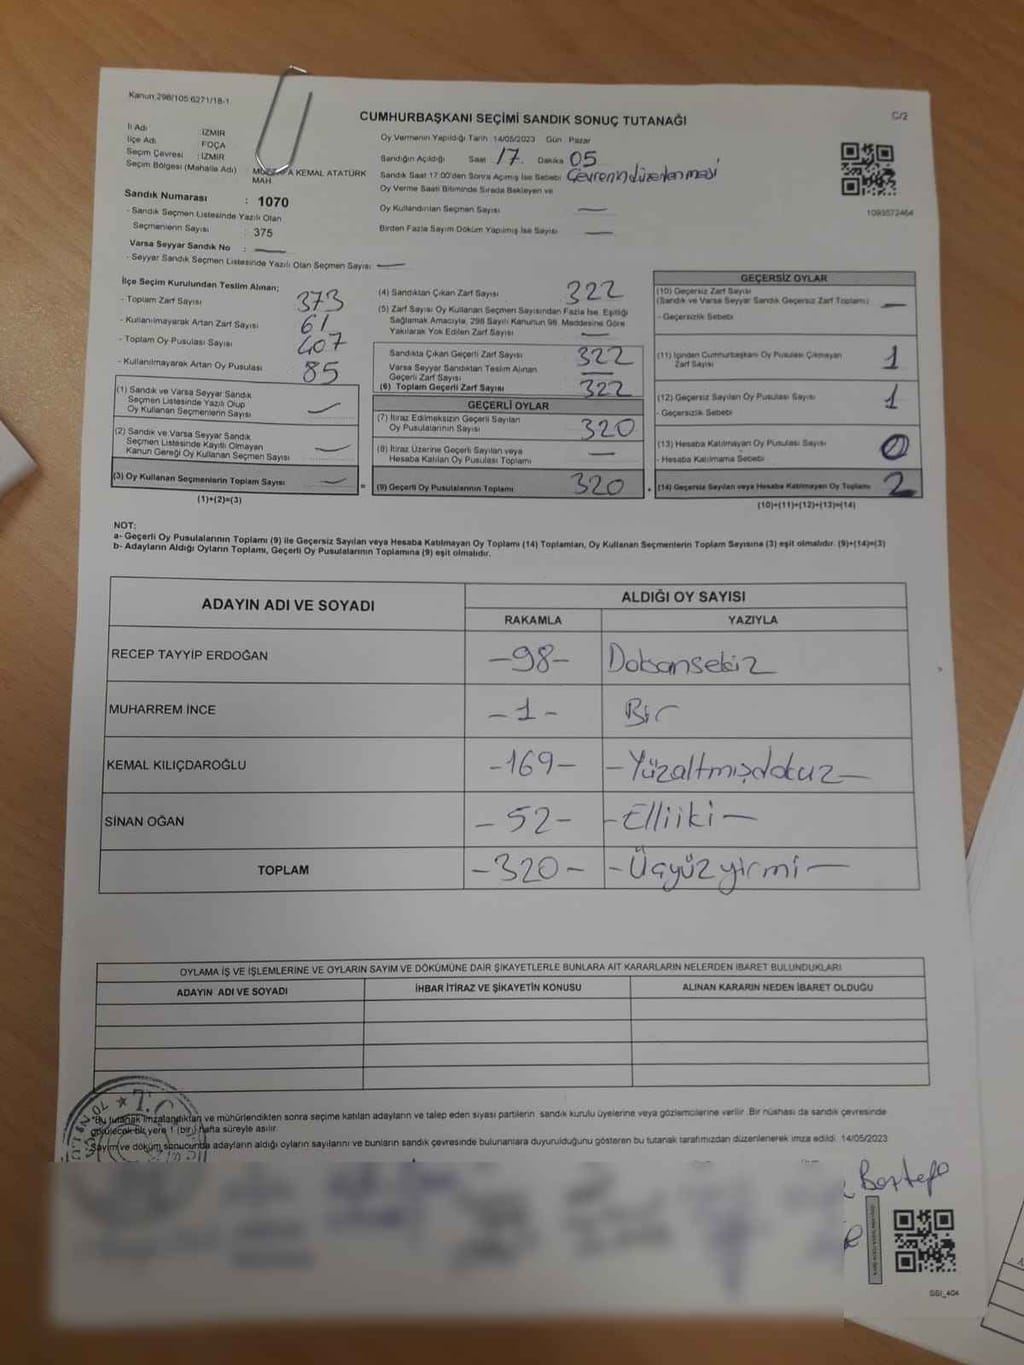 Kanun:298/105:6271/18-1
C/2
CUMHURBAŞKANI SEÇİMİ SANDIK SONUÇ TUTANAĞI
İl Adı : İZMİR
İlçe Adı : FOÇA
Seçim Çevresi : İZMİR
Seçim Bölgesi (Mahalle Adı) KEMAL ATATÜRK
MAH
Sandık Numarası : 1070
- Sandık Seçmen Listesinde Yazılı Olan
Seçmenlerin Sayısı : 375
Varsa Seyyar Sandık No : —
- Seyyar Sandık Seçmen Listesinde Yazılı Olan Seçmen Sayısı: —
Oy Vermenin Yapıldığı Tarih 14/05/2023 Gün Pazar
Sandığın Açıldığı Saat 17. Dakika 05
Sandık Saat 17:00'den Sonra Açılmış İse Sebebi Çevrenin düzenlenmesi
Oy Verme Saati Bitiminde Sırada Bekleyen ve
Oy Kullandırılan Seçmen Sayısı —
Birden Fazla Sayım Döküm Yapılmış İse Sayısı —
1093572464
İlçe Seçim Kurulundan Teslim Alınan;
- Toplam Zarf Sayısı 373
- Kullanılmayarak Artan Zarf Sayısı 61
- Toplam Oy Pusulası Sayısı 407
- Kullanılmayarak Artan Oy Pusulası 85
(1) Sandık ve Varsa Seyyar Sandık
Seçmen Listesinde Yazılı Olup
Oy Kullanan Seçmenlerin Sayısı —
(2) Sandık ve Varsa Seyyar Sandık
Seçmen Listesinde Kayıtlı Olmayan
Kanun Gereği Oy Kullanan Seçmen Sayısı —
(3) Oy Kullanan Seçmenlerin Toplam Sayısı —
(1)+(2)=(3)
(4) Sandıktan Çıkan Zarf Sayısı 322
(5) Zarf Sayısı Oy Kullanan Seçmen Sayısından Fazla İse, Eşitliği
Sağlamak Amacıyla, 298 Sayılı Kanunun 98. Maddesine Göre
Yakılarak Yok Edilen Zarf Sayısı —
Sandıkta Çıkan Geçerli Zarf Sayısı 322
Varsa Seyyar Sandıktan Teslim Alınan
Geçerli Zarf Sayısı —
(6) Toplam Geçerli Zarf Sayısı 322
GEÇERLİ OYLAR
(7) İtiraz Edilmeksizin Geçerli Sayılan
Oy Pusulalarının Sayısı 320
(8) İtiraz Üzerine Geçerli Sayılan veya
Hesaba Katılan Oy Pusulası Toplamı —
= (9) Geçerli Oy Pusulalarının Toplamı 320
GEÇERSİZ OYLAR
(10) Geçersiz Zarf Sayısı
(Sandık ve Varsa Seyyar Sandık Geçersiz Zarf Toplamı) —
- Geçersizlik Sebebi
(11) İçinden Cumhurbaşkanı Oy Pusulası Çıkmayan
Zarf Sayısı 1
(12) Geçersiz Sayılan Oy Pusulası Sayısı 1
- Geçersizlik Sebebi
(13) Hesaba Katılmayan Oy Pusulası Sayısı 0
- Hesaba Katılmama Sebebi
(14) Geçersiz Sayılan veya Hesaba Katılmayan Oy Toplamı 2
(10)+(11)+(12)+(13)=(14)
NOT:
a- Geçerli Oy Pusulalarının Toplamı (9) ile Geçersiz Sayılan veya Hesaba Katılmayan Oy Toplamı (14) Toplamları, Oy Kullanan Seçmenlerin Toplam Sayısına (3) eşit olmalıdır. (9)+(14)=(3)
b- Adayların Aldığı Oyların Toplamı, Geçerli Oy Pusulalarının Toplamına (9) eşit olmalıdır.
ADAYIN ADI VE SOYADI
ALDIĞI OY SAYISI
RAKAMLA YAZIYLA
RECEP TAYYİP ERDOĞAN -98- Doksansekiz
MUHARREM İNCE -1- Bir
KEMAL KILIÇDAROĞLU -169- -Yüzaltmışdokuz-
SİNAN OĞAN -52- -Elliiki-
TOPLAM -320- -Üçyüzyirmi-
OYLAMA İŞ VE İŞLEMLERİNE VE OYLARIN SAYIM VE DÖKÜMÜNE DAİR ŞİKAYETLERLE BUNLARA AİT KARARLARIN NELERDEN İBARET BULUNDUKLARI
ADAYIN ADI VE SOYADI İHBAR İTİRAZ VE ŞİKAYETİN KONUSU ALINAN KARARIN NEDEN İBARET OLDUĞU
T.C.
Bu tutanak imzalandıktan ve mühürlendikten sonra seçime katılan adayların ve talep eden siyasi partilerin sandık kurulu üyelerine veya gözlemcilerine verilir. Bir nüshası da sandık çevresinde
görülecek bir yere 1 (bir) hafta süreyle asılır.
Sayım ve döküm sonucunda adayların aldığı oyların sayılarını ve bunların sandık çevresinde bulunanlara duyurulduğunu gösteren bu tutanak tarafımızdan düzenlenerek imza edildi. 14/05/2023
SSI_404